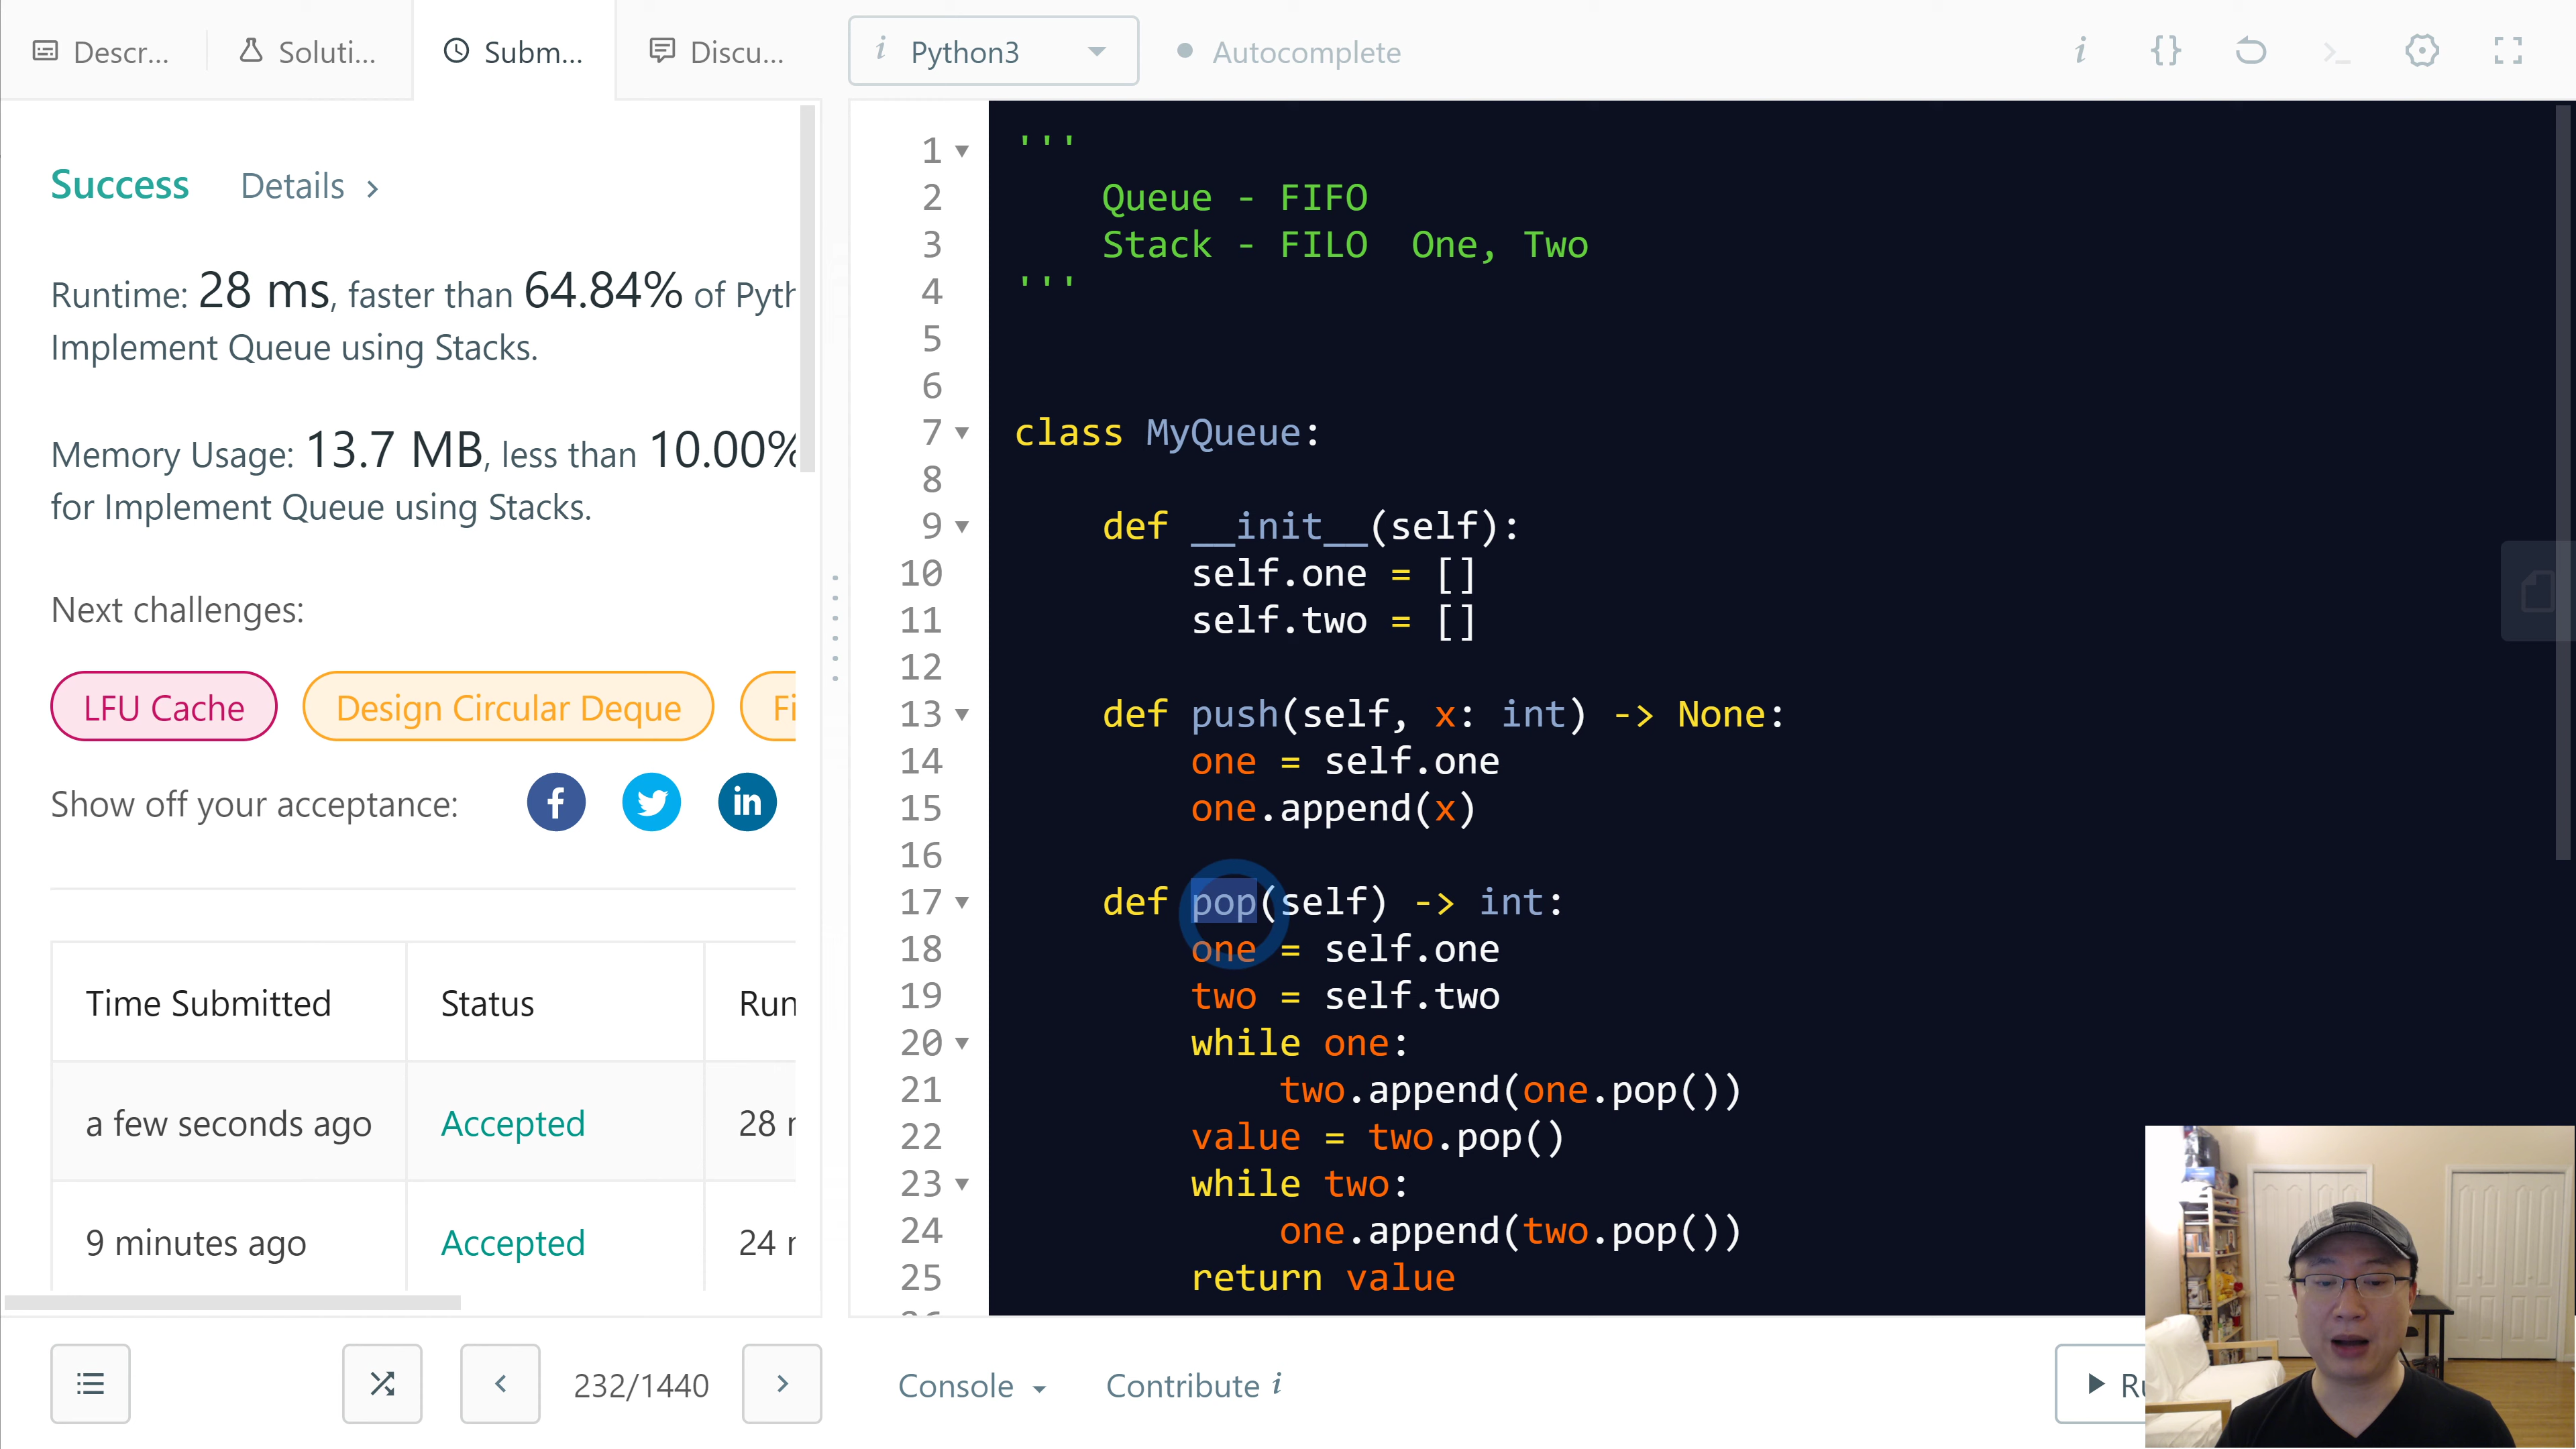 Descr...
Soluti...
Subm...
Discu...
i Python3
Autocomplete
i {} >_
Success Details >
Runtime: 28 ms, faster than 64.84% of Pyth
Implement Queue using Stacks.
Memory Usage: 13.7 MB, less than 10.00%
for Implement Queue using Stacks.
Next challenges:
LFU Cache
Design Circular Deque
Fi
Show off your acceptance: f in
Time Submitted Status Run
a few seconds ago Accepted 28 r
9 minutes ago Accepted 24 r
232/1440
1 '''
2 Queue - FIFO
3 Stack - FILO One, Two
4 '''
5
6
7 class MyQueue:
8
9 def __init__(self):
10 self.one = []
11 self.two = []
12
13 def push(self, x: int) -> None:
14 one = self.one
15 one.append(x)
16
17 def pop(self) -> int:
18 one = self.one
19 two = self.two
20 while one:
21 two.append(one.pop())
22 value = two.pop()
23 while two:
24 one.append(two.pop())
25 return value
26
Console
Contribute i
Ru